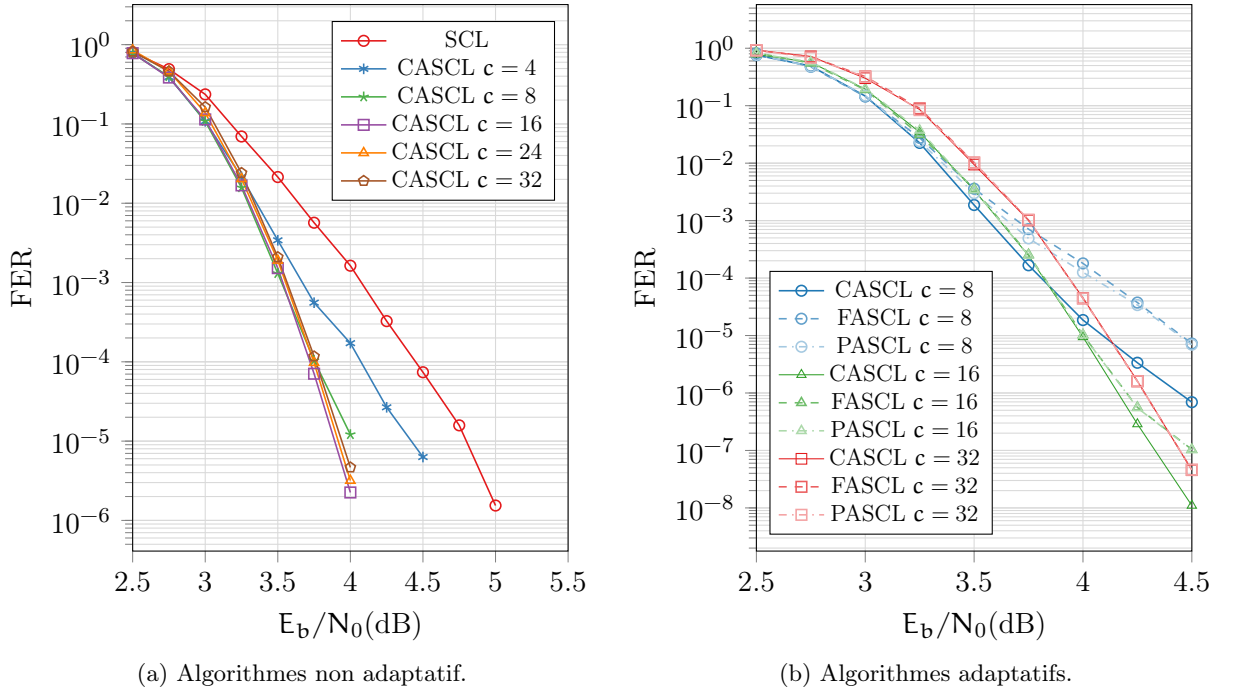 10^0
10^−1
10^−2
10^−3
10^−4
10^−5
10^−6
FER
2.5 3 3.5 4 4.5 5 5.5
E_b/N_0(dB)
SCL
CASCL c = 4
CASCL c = 8
CASCL c = 16
CASCL c = 24
CASCL c = 32
(a) Algorithmes non adaptatif.
10^0
10^−1
10^−2
10^−3
10^−4
10^−5
10^−6
10^−7
10^−8
FER
2.5 3 3.5 4 4.5
E_b/N_0(dB)
CASCL c = 8
FASCL c = 8
PASCL c = 8
CASCL c = 16
FASCL c = 16
PASCL c = 16
CASCL c = 32
FASCL c = 32
PASCL c = 32
(b) Algorithmes adaptatifs.